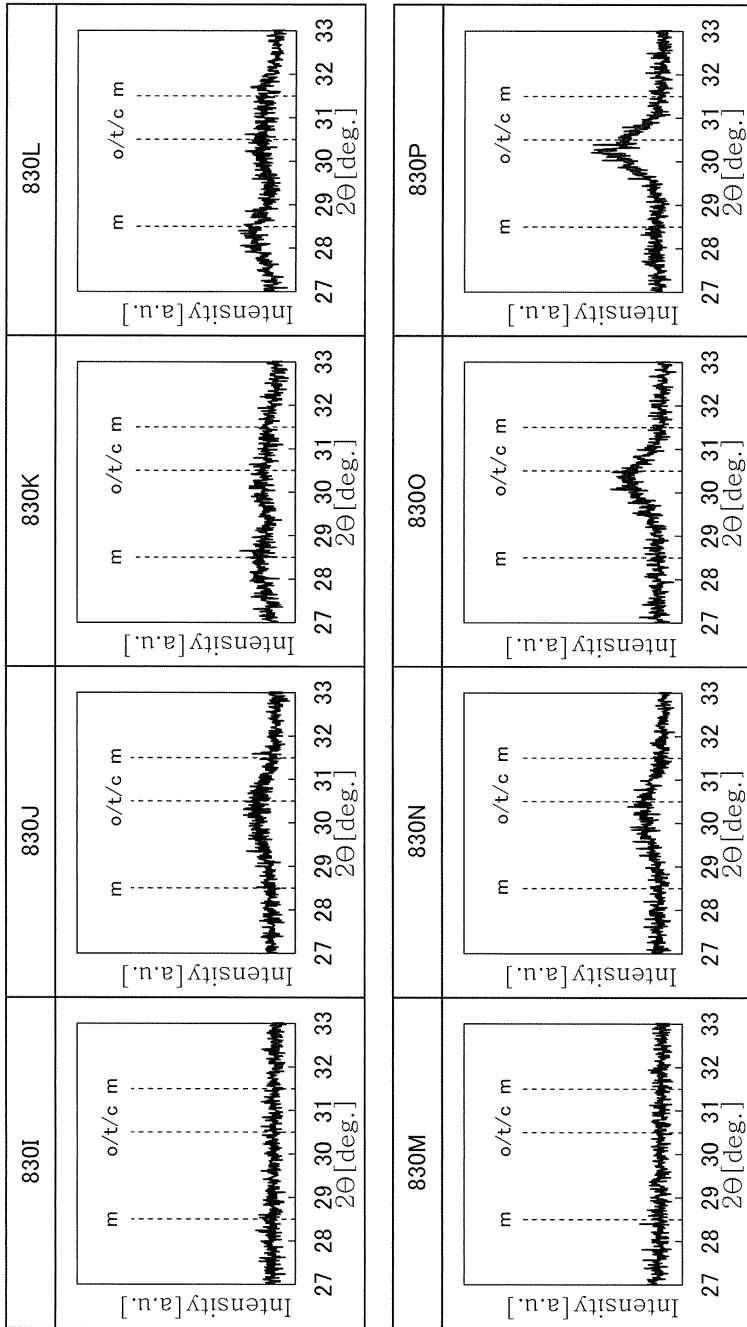 830I
m o/t/c m
Intensity[a.u.]
27 28 29 30 31 32 33
2Θ[deg.]
830J
m o/t/c m
Intensity[a.u.]
27 28 29 30 31 32 33
2Θ[deg.]
830K
m o/t/c m
Intensity[a.u.]
27 28 29 30 31 32 33
2Θ[deg.]
830L
m o/t/c m
Intensity[a.u.]
27 28 29 30 31 32 33
2Θ[deg.]
830M
m o/t/c m
Intensity[a.u.]
27 28 29 30 31 32 33
2Θ[deg.]
830N
m o/t/c m
Intensity[a.u.]
27 28 29 30 31 32 33
2Θ[deg.]
830O
m o/t/c m
Intensity[a.u.]
27 28 29 30 31 32 33
2Θ[deg.]
830P
m o/t/c m
Intensity[a.u.]
27 28 29 30 31 32 33
2Θ[deg.]